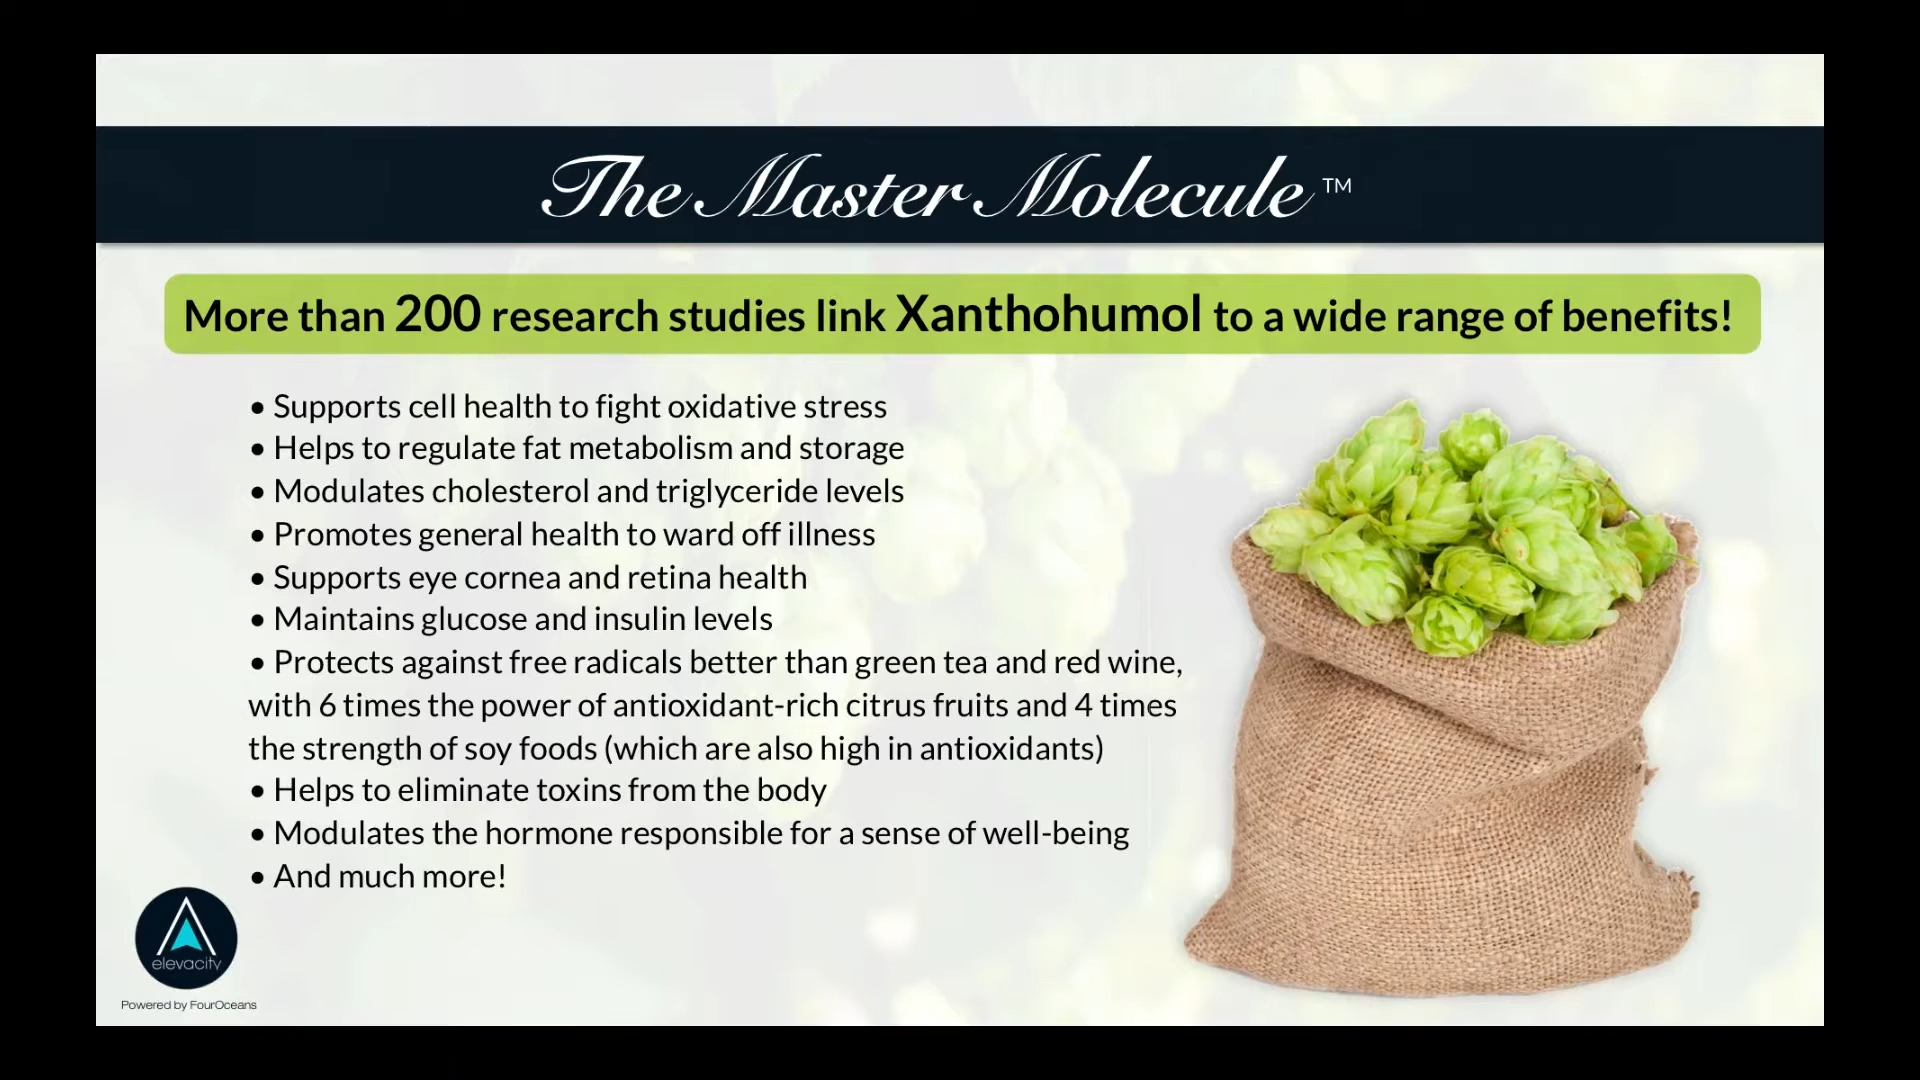 The Master Molecule™
More than 200 research studies link Xanthohumol to a wide range of benefits!
• Supports cell health to fight oxidative stress
• Helps to regulate fat metabolism and storage
• Modulates cholesterol and triglyceride levels
• Promotes general health to ward off illness
• Supports eye cornea and retina health
• Maintains glucose and insulin levels
• Protects against free radicals better than green tea and red wine,
with 6 times the power of antioxidant-rich citrus fruits and 4 times
the strength of soy foods (which are also high in antioxidants)
• Helps to eliminate toxins from the body
• Modulates the hormone responsible for a sense of well-being
• And much more!
elevacity
Powered by FourOceans